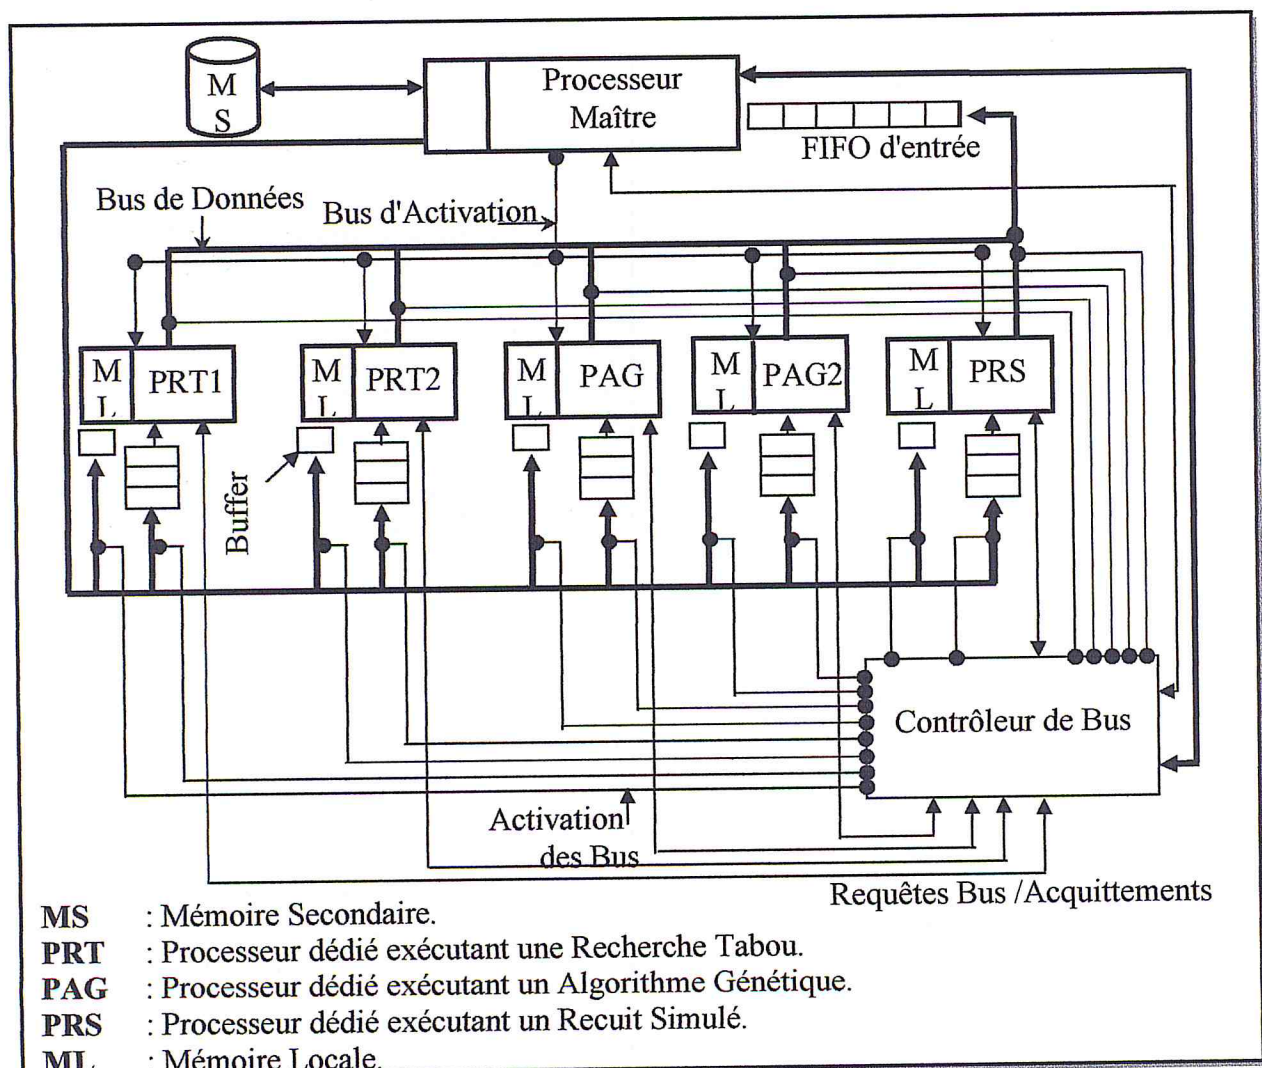 M
S
Processeur
Maître
FIFO d'entrée
Bus de Données
Bus d'Activation
M
L
PRT1
M
L
PRT2
M
L
PAG
M
L
PAG2
M
L
PRS
Buffer
Contrôleur de Bus
Activation
des Bus
Requêtes Bus /Acquittements
MS : Mémoire Secondaire.
PRT : Processeur dédié exécutant une Recherche Tabou.
PAG : Processeur dédié exécutant un Algorithme Génétique.
PRS : Processeur dédié exécutant un Recuit Simulé.
ML : Mémoire Locale.